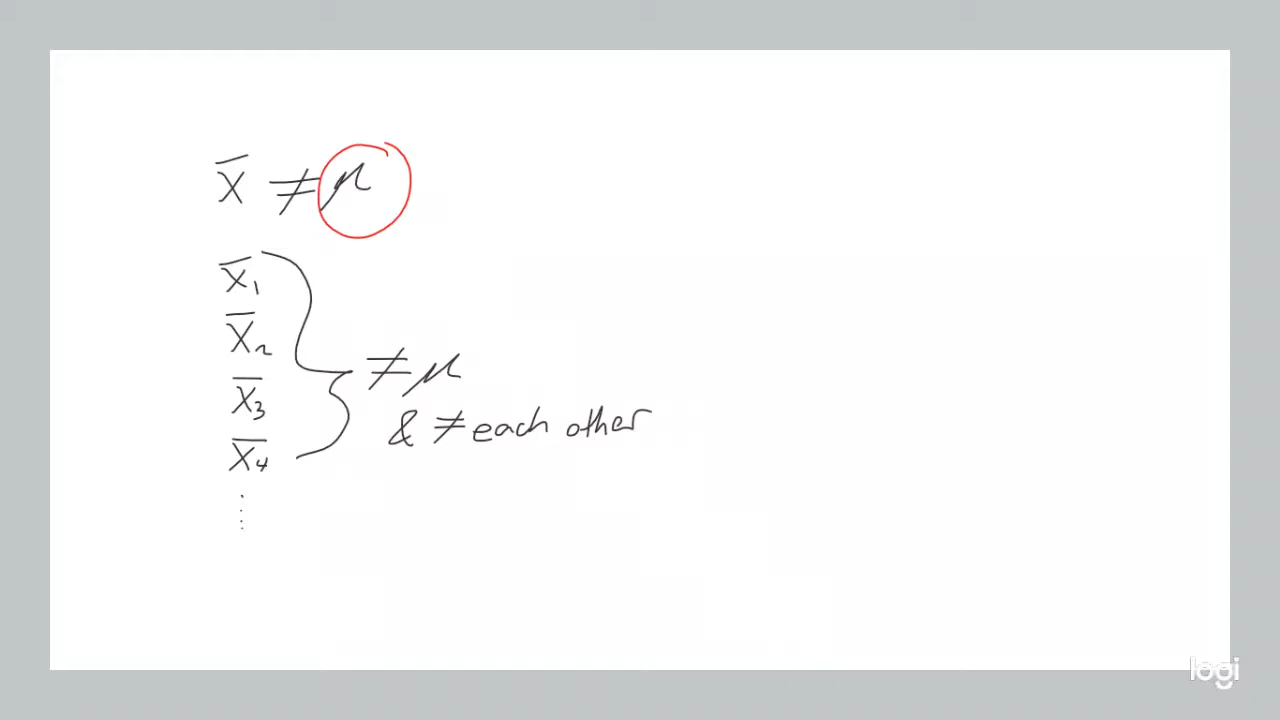 x̄ ≠ μ
x̄₁
x̄₂
x̄₃
x̄₄
⋮
≠ μ
& ≠ each other
logi